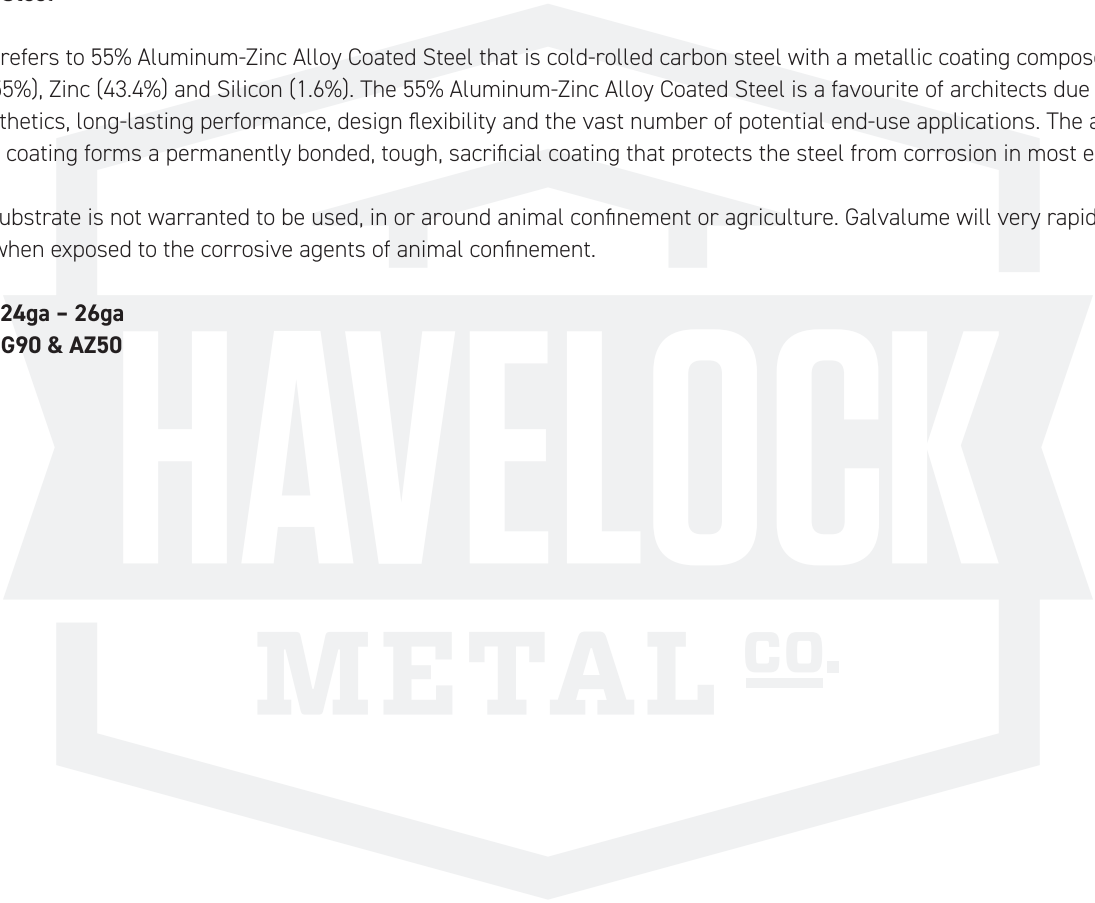 refers to 55% Aluminum-Zinc Alloy Coated Steel that is cold-rolled carbon steel with a metallic coating
55%), Zinc (43.4%) and Silicon (1.6%). The 55% Aluminum-Zinc Alloy Coated Steel is a favourite of architects due
thetics, long-lasting performance, design flexibility and the vast number of potential end-use applications. The a
coating forms a permanently bonded, tough, sacrificial coating that protects the steel from corrosion in most e
ubstrate is not warranted to be used, in or around animal confinement or agriculture. Galvalume will very rapid
when exposed to the corrosive agents of animal confinement.
24ga – 26ga
G90 & AZ50
HAVELOCK
METAL CO.